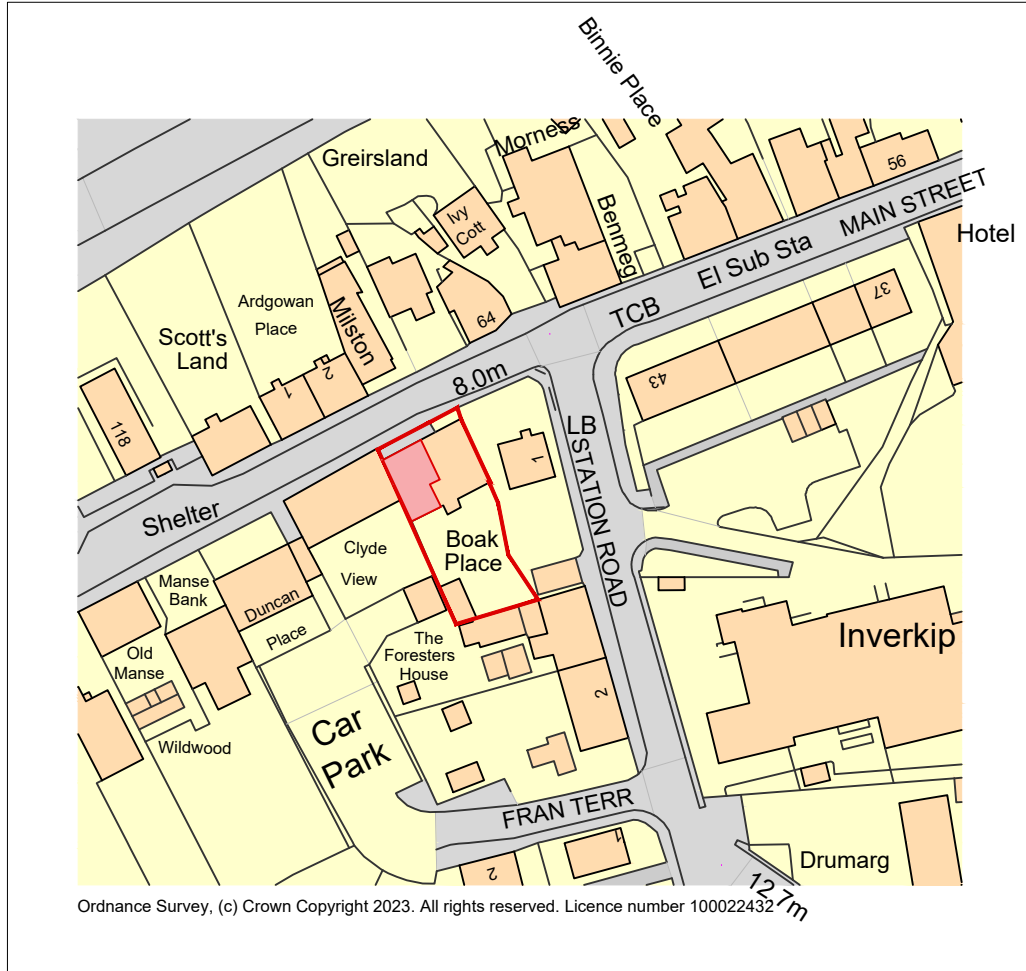 Binnie Place
Morness
Greirsland
56
Ivy
Cott
Benmeg
MAIN STREET
Hotel
El Sub Sta
Ardgowan
Place
Milston
TCB
37
64
Scott's
Land
2
1
8.0m
43
118
LB
1
STATION ROAD
Shelter
Boak
Place
Clyde
View
Manse
Bank
Duncan
Place
The
Foresters
House
Inverkip
Old
Manse
2
Car
Park
Wildwood
FRAN TERR
1
2
Drumarg
12.7m
Ordnance Survey, (c) Crown Copyright 2023. All rights reserved. Licence number 100022432